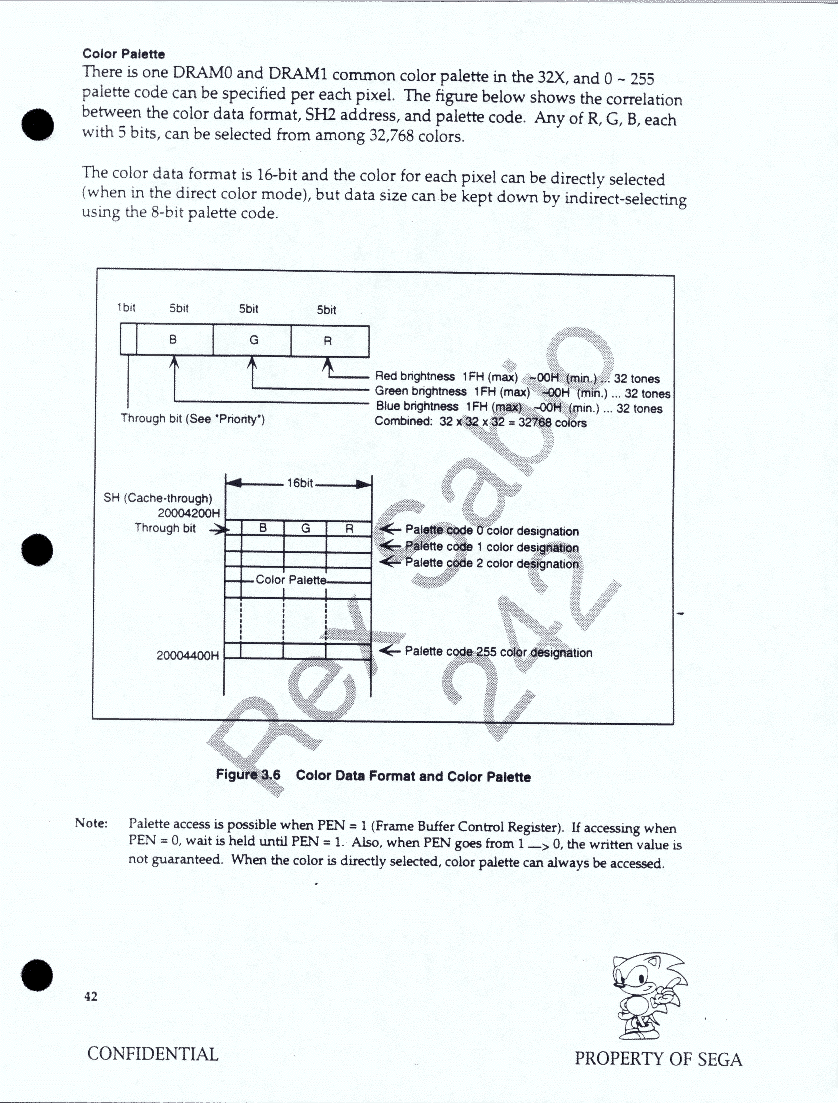 Color Palette
There is one DRAM0 and DRAM1 common color palette in the 32X, and 0 ~ 255
palette code can be specified per each pixel. The figure below shows the correlation
between the color data format, SH2 address, and palette code. Any of R, G, B, each
with 5 bits, can be selected from among 32,768 colors.
The color data format is 16-bit and the color for each pixel can be directly selected
(when in the direct color mode), but data size can be kept down by indirect-selecting
using the 8-bit palette code.
1bit 5bit 5bit 5bit
B G R
Red brightness 1FH (max) ~00H (min.) ... 32 tones
Green brightness 1FH (max) ~00H (min.) ... 32 tones
Blue brightness 1FH (max) ~00H (min.) ... 32 tones
Through bit (See "Priority")
Combined: 32 x 32 x 32 = 32768 colors
16bit
SH (Cache-through)
20004200H
Through bit B G R Palette code 0 color designation
Palette code 1 color designation
Palette code 2 color designation
Color Palette
20004400H Palette code 255 color designation
Rex Sabio
242
Figure 3.6 Color Data Format and Color Palette
Note: Palette access is possible when PEN = 1 (Frame Buffer Control Register). If accessing when
PEN = 0, wait is held until PEN = 1. Also, when PEN goes from 1 —> 0, the written value is
not guaranteed. When the color is directly selected, color palette can always be accessed.
42
CONFIDENTIAL
PROPERTY OF SEGA